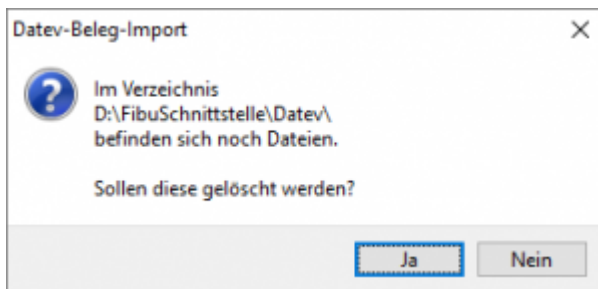 Datev-Beleg-Import
Im Verzeichnis
D:\FibuSchnittstelle\Datev\
befinden sich noch Dateien.
Sollen diese gelöscht werden?
Ja
Nein